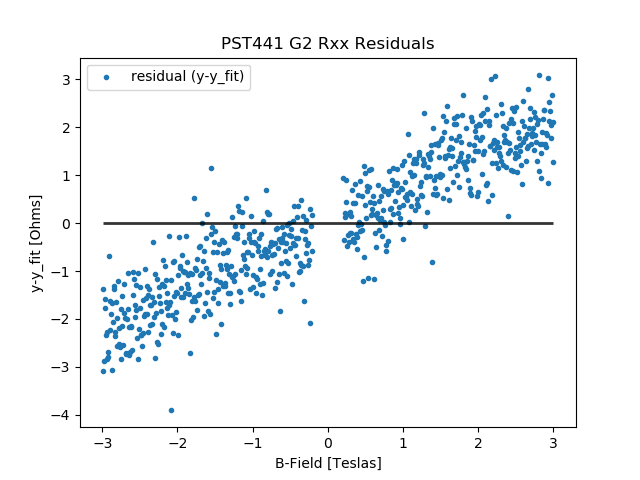 PST441 G2 Rxx Residuals
residual (y-y_fit)
y-y_fit [Ohms]
3
2
1
0
−1
−2
−3
−4
−3 −2 −1 0 1 2 3
B-Field [Teslas]